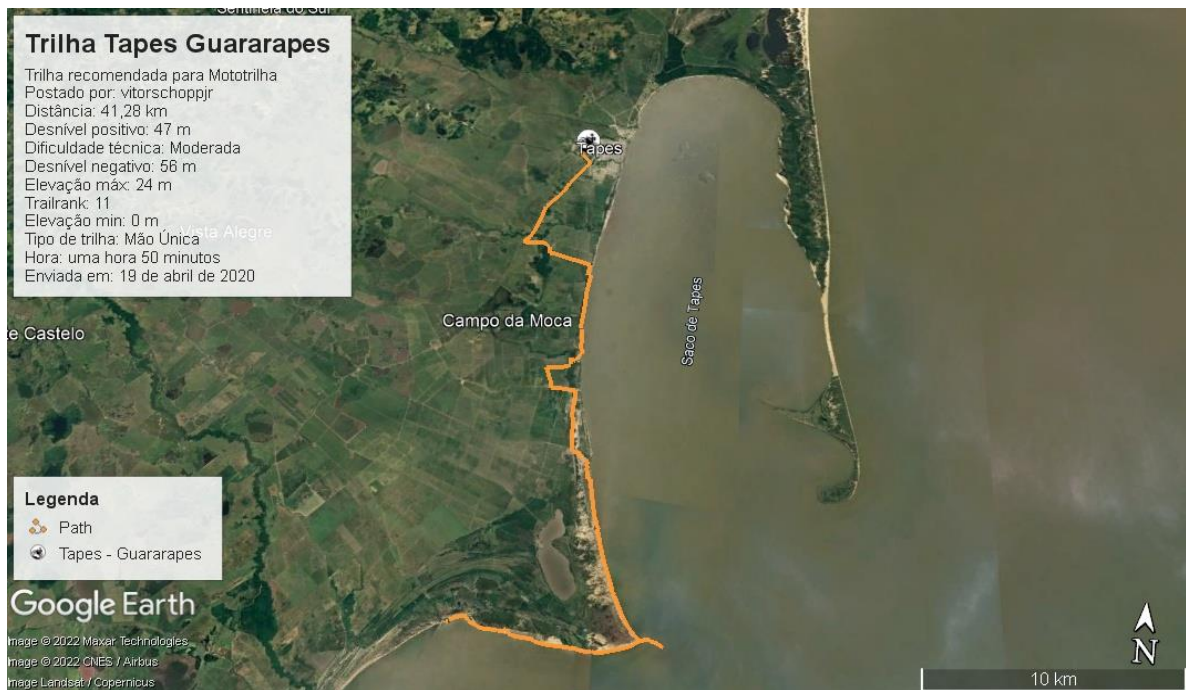 Sentinela do Sul
Trilha Tapes Guararapes
Trilha recomendada para Mototrilha
Postado por: vitorschoppjr
Distância: 41,28 km
Desnível positivo: 47 m
Dificuldade técnica: Moderada
Desnível negativo: 56 m
Elevação máx: 24 m
Trailrank: 11
Elevação min: 0 m
Tipo de trilha: Mão Única
Hora: uma hora 50 minutos
Enviada em: 19 de abril de 2020
Tapes
Vista Alegre
Campo da Moca
Castelo
Saco de Tapes
Legenda
Path
Tapes - Guararapes
Google Earth
Image © 2022 Maxar Technologies
Image © 2022 CNES / Airbus
Image Landsat / Copernicus
N
10 km